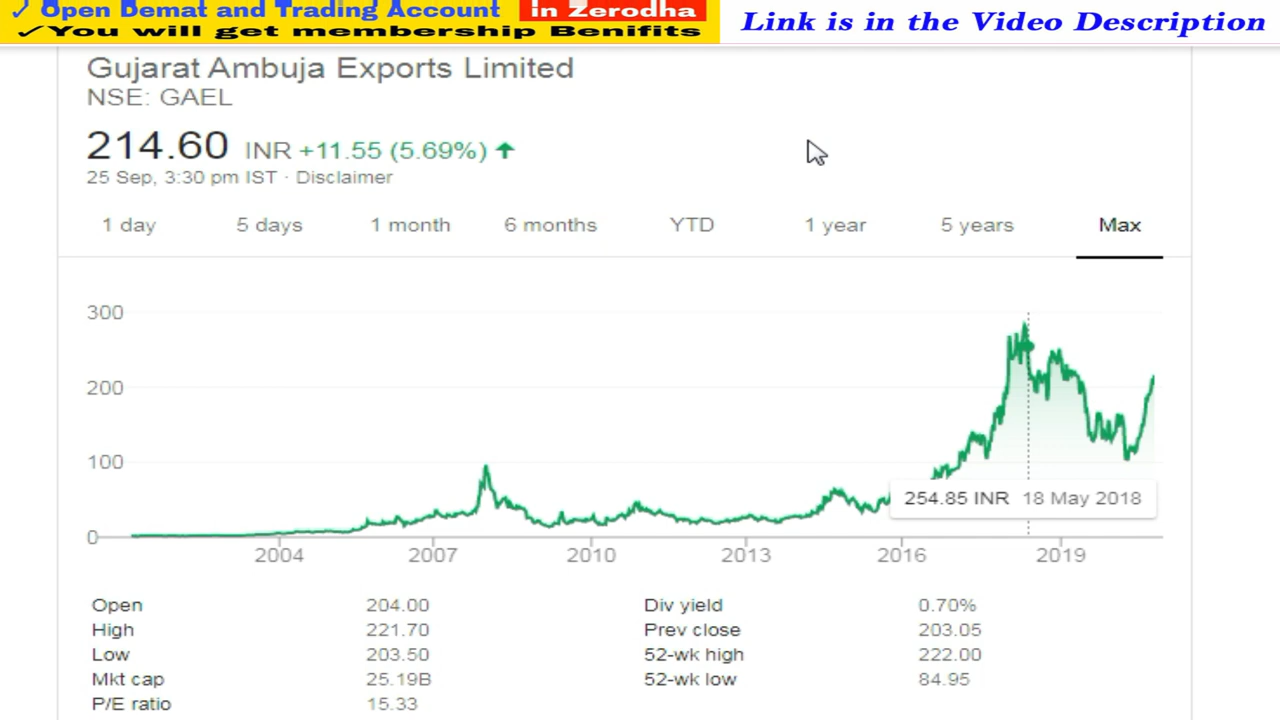 ✓ Open Demat and Trading Account In Zerodha
✓You will get membership Benifits
Link is in the Video Description
Gujarat Ambuja Exports Limited
NSE: GAEL
214.60 INR +11.55 (5.69%) ↑
25 Sep, 3:30 pm IST · Disclaimer
1 day 5 days 1 month 6 months YTD 1 year 5 years Max
300
200
100
0
254.85 INR 18 May 2018
2004 2007 2010 2013 2016 2019
Open 204.00 Div yield 0.70%
High 221.70 Prev close 203.05
Low 203.50 52-wk high 222.00
Mkt cap 25.19B 52-wk low 84.95
P/E ratio 15.33